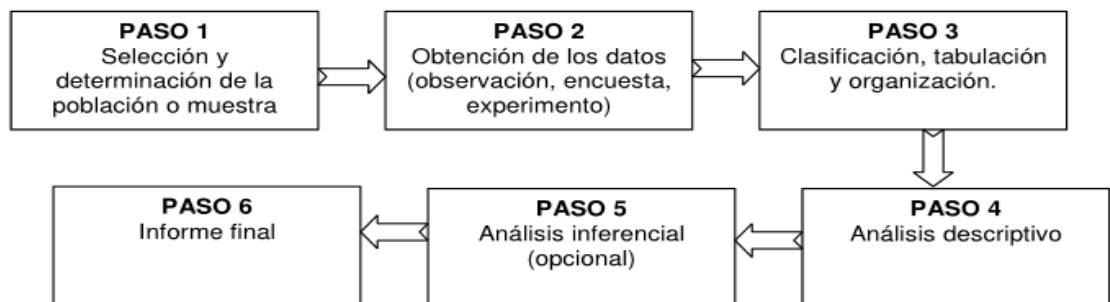 PASO 1
Selección y
determinación de la
población o muestra
PASO 2
Obtención de los datos
(observación, encuesta,
experimento)
PASO 3
Clasificación, tabulación
y organización.
PASO 4
Análisis descriptivo
PASO 5
Análisis inferencial
(opcional)
PASO 6
Informe final